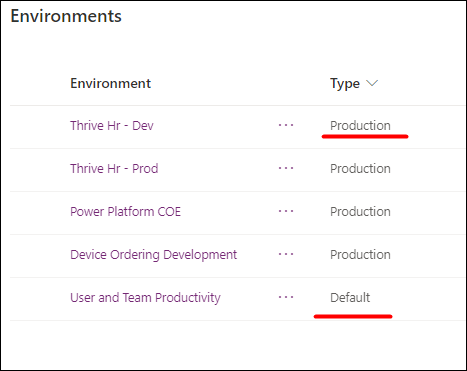 Environments
Environment Type
Thrive Hr - Dev ... Production
Thrive Hr - Prod ... Production
Power Platform COE ... Production
Device Ordering Development ... Production
User and Team Productivity ... Default